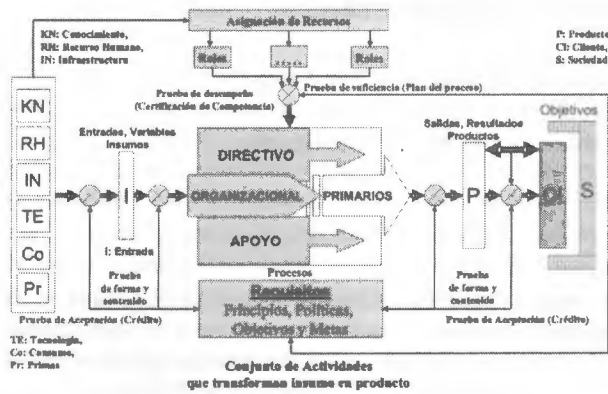 KN: Conocimiento,
RN: Recurso Humano,
IN: Infraestructura
Asignación de Recursos
P: Producto
CI: Cliente,
S: Sociedad
Roles
Roles
Prueba de desempeño
(Certificación de Competencia)
Prueba de suficiencia (Plan del proceso)
Objetivos
KN
RH
IN
TE
Co
Pr
Entradas, Variables
Insumos
I
I: Entrada
DIRECTIVO
ORGANIZACIONAL
PRIMARIOS
APOYO
Procesos
Salidas, Resultados
Productos
P
CI
S
Prueba
de forma y
contenido
Prueba
de forma y
contenido
Prueba de Aceptación (Crédito)
Requisitos
Principios, Políticas,
Objetivos y Metas
Prueba de Aceptación (Crédito)
TE: Tecnología,
Co: Consumo,
Pr: Primas
Conjunto de Actividades
que transforman insumo en producto